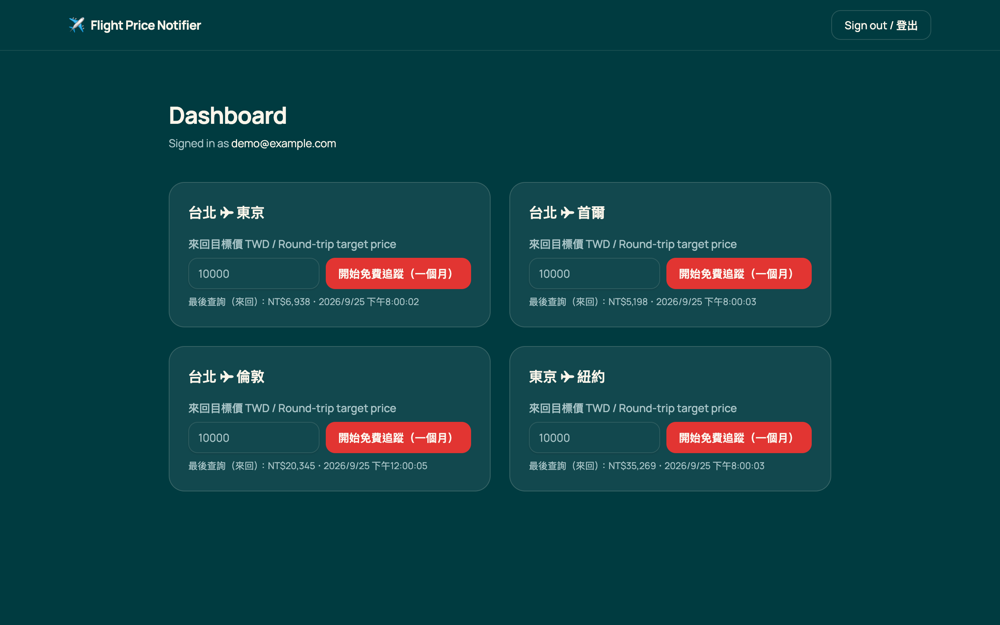 ✈️ Flight Price Notifier
Sign out / 登出
Dashboard
Signed in as demo@example.com
台北 ✈ 東京
來回目標價 TWD / Round-trip target price
10000
開始免費追蹤（一個月）
最後查詢（來回）：NT$6,938 · 2026/9/25 下午8:00:02
台北 ✈ 首爾
來回目標價 TWD / Round-trip target price
10000
開始免費追蹤（一個月）
最後查詢（來回）：NT$5,198 · 2026/9/25 下午8:00:03
台北 ✈ 倫敦
來回目標價 TWD / Round-trip target price
10000
開始免費追蹤（一個月）
最後查詢（來回）：NT$20,345 · 2026/9/25 下午12:00:05
東京 ✈ 紐約
來回目標價 TWD / Round-trip target price
10000
開始免費追蹤（一個月）
最後查詢（來回）：NT$35,269 · 2026/9/25 下午8:00:03